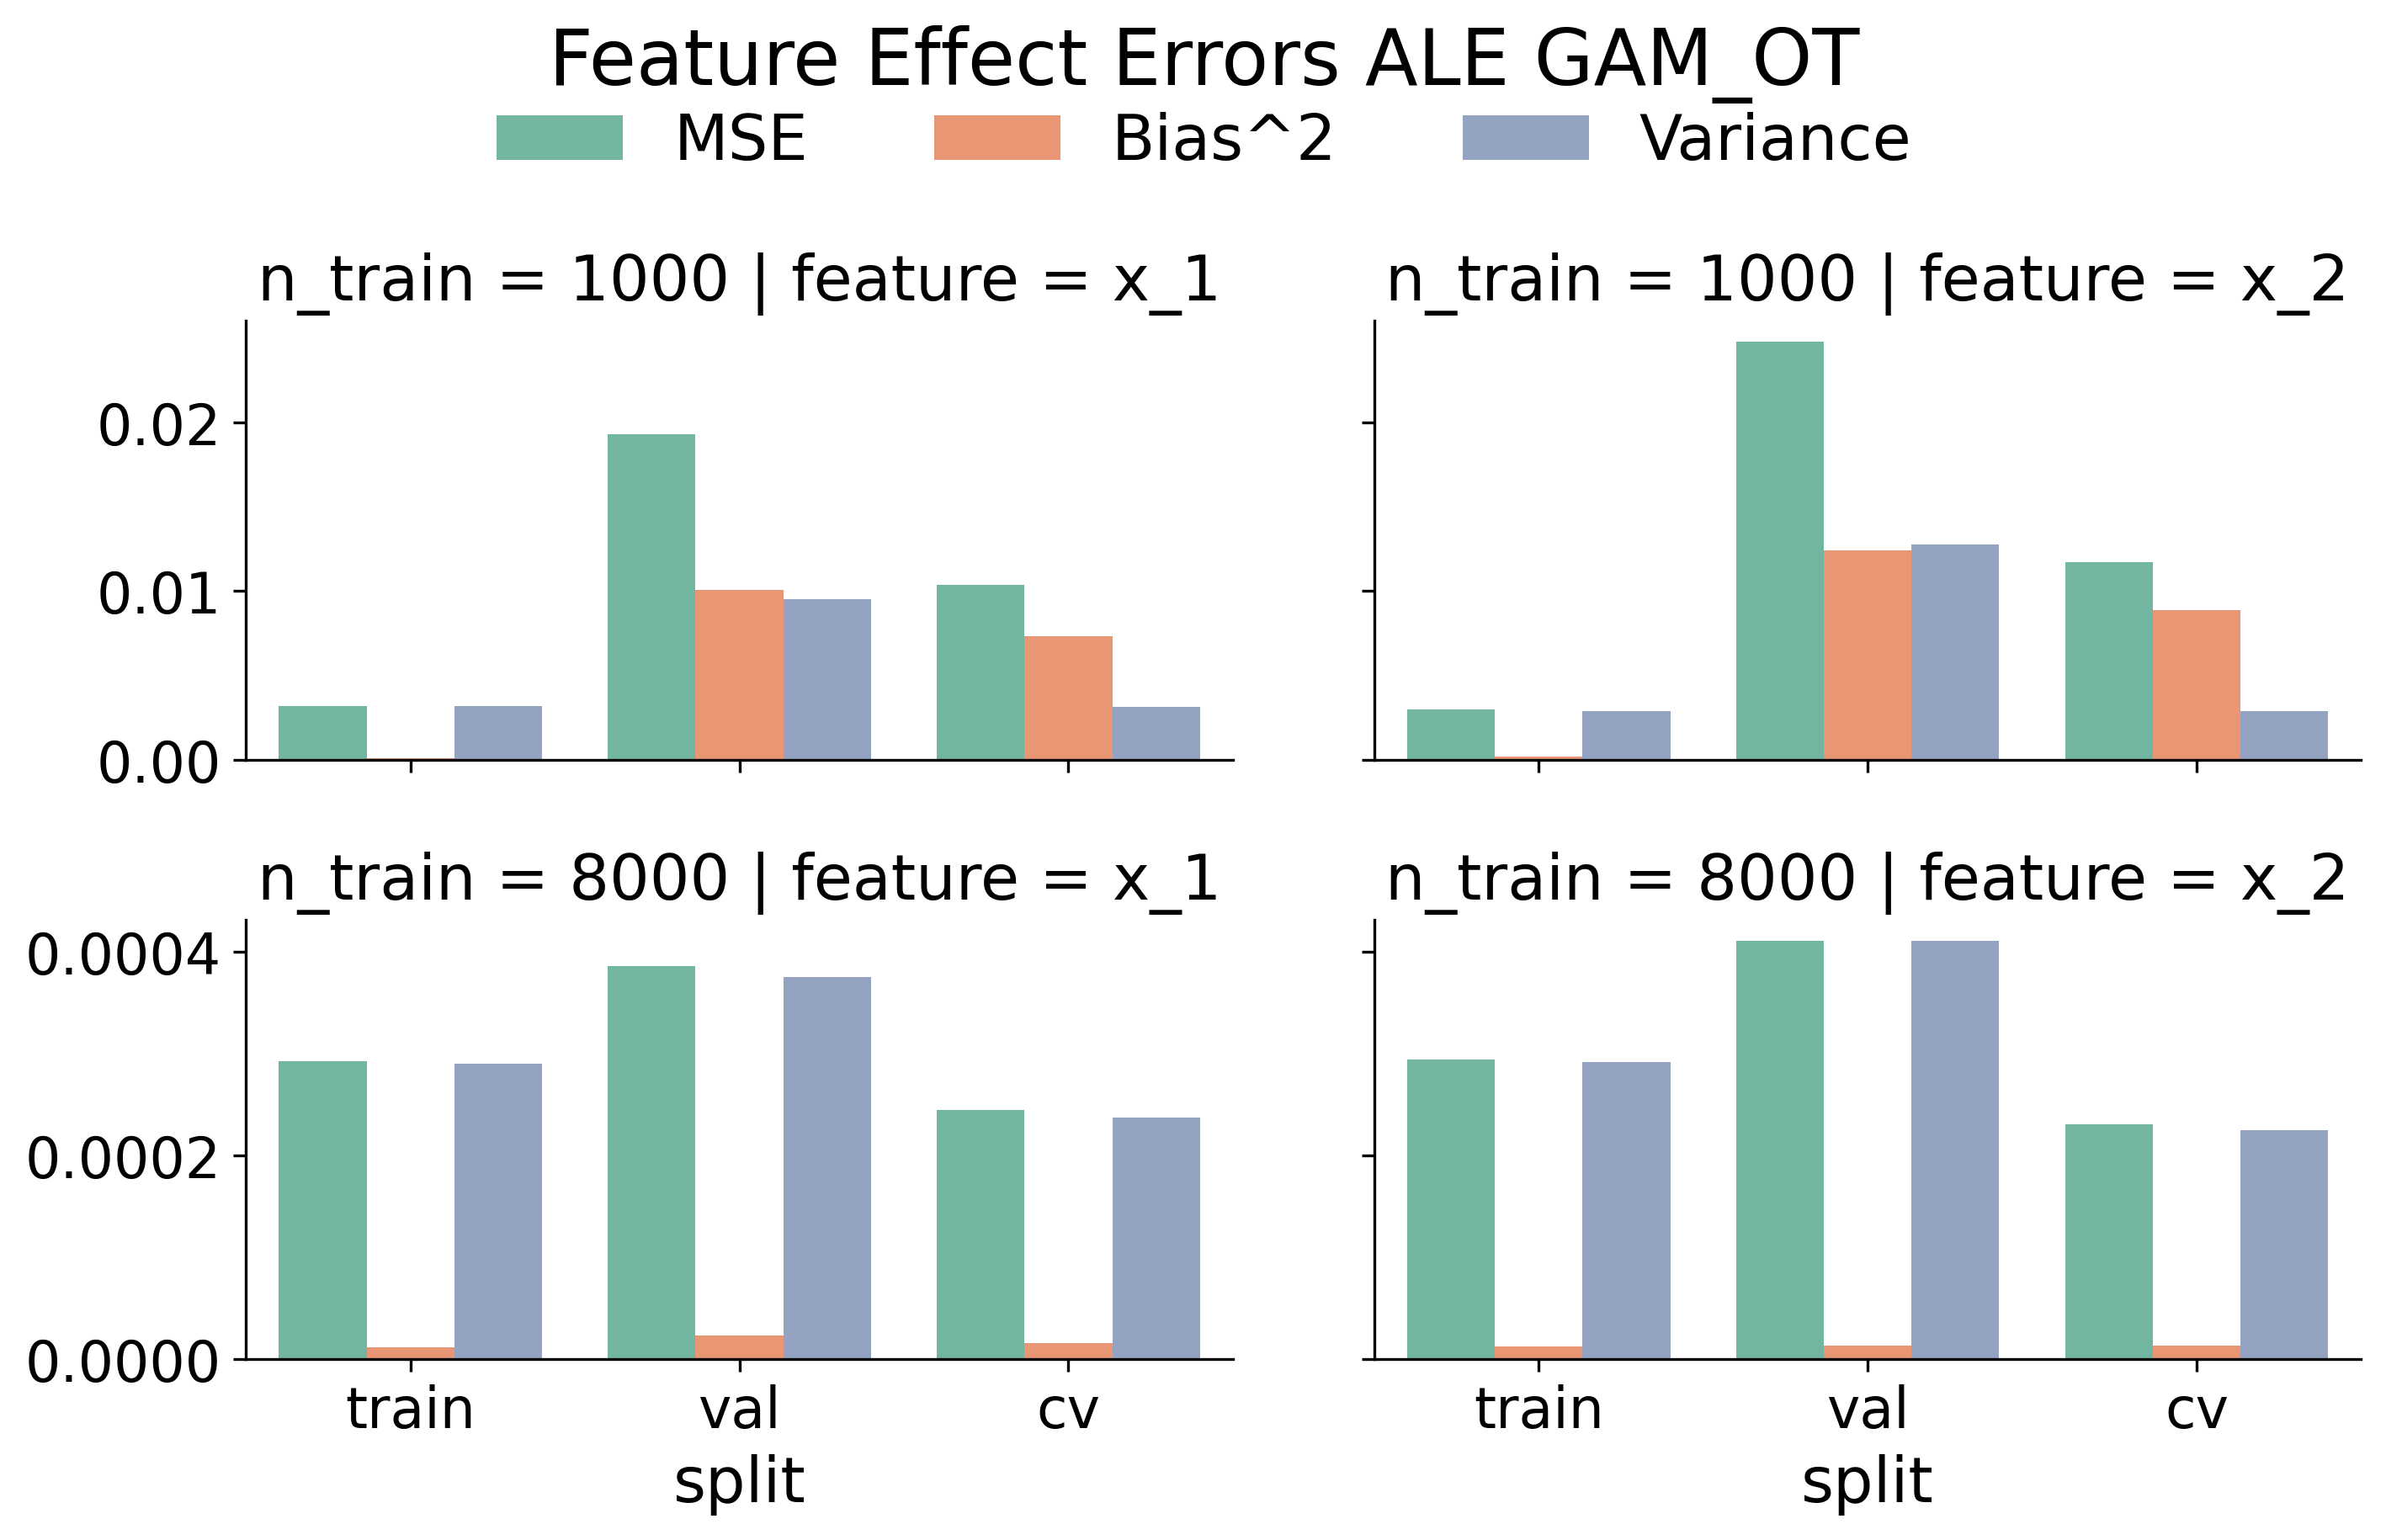 Feature Effect Errors ALE GAM_OT
MSE Bias^2 Variance
n_train = 1000 | feature = x_1
n_train = 1000 | feature = x_2
0.02
0.01
0.00
n_train = 8000 | feature = x_1
n_train = 8000 | feature = x_2
0.0004
0.0002
0.0000
train val cv
train val cv
split
split